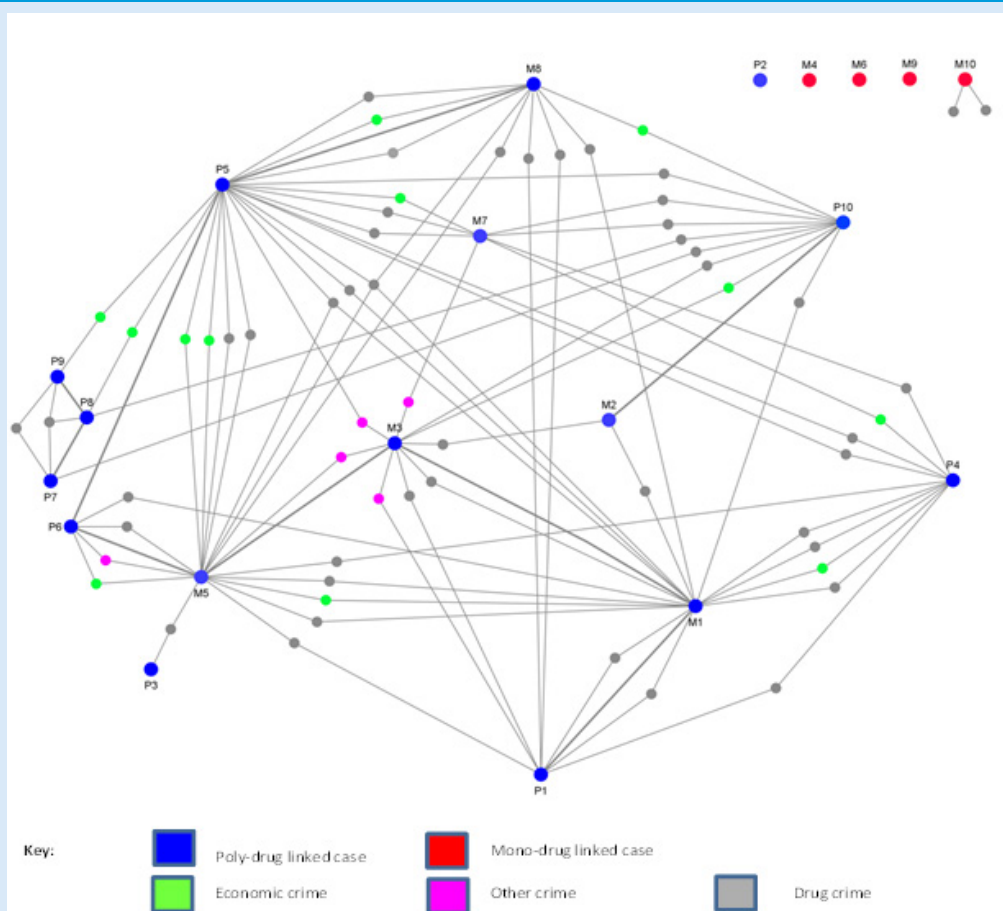 M8
P2 M4 M6 M9 M10
P5
P10
M7
P9
P8
M2
M3
P7
P4
P6
M5
M1
P3
P1
Key:
Poly-drug linked case
Mono-drug linked case
Economic crime
Other crime
Drug crime